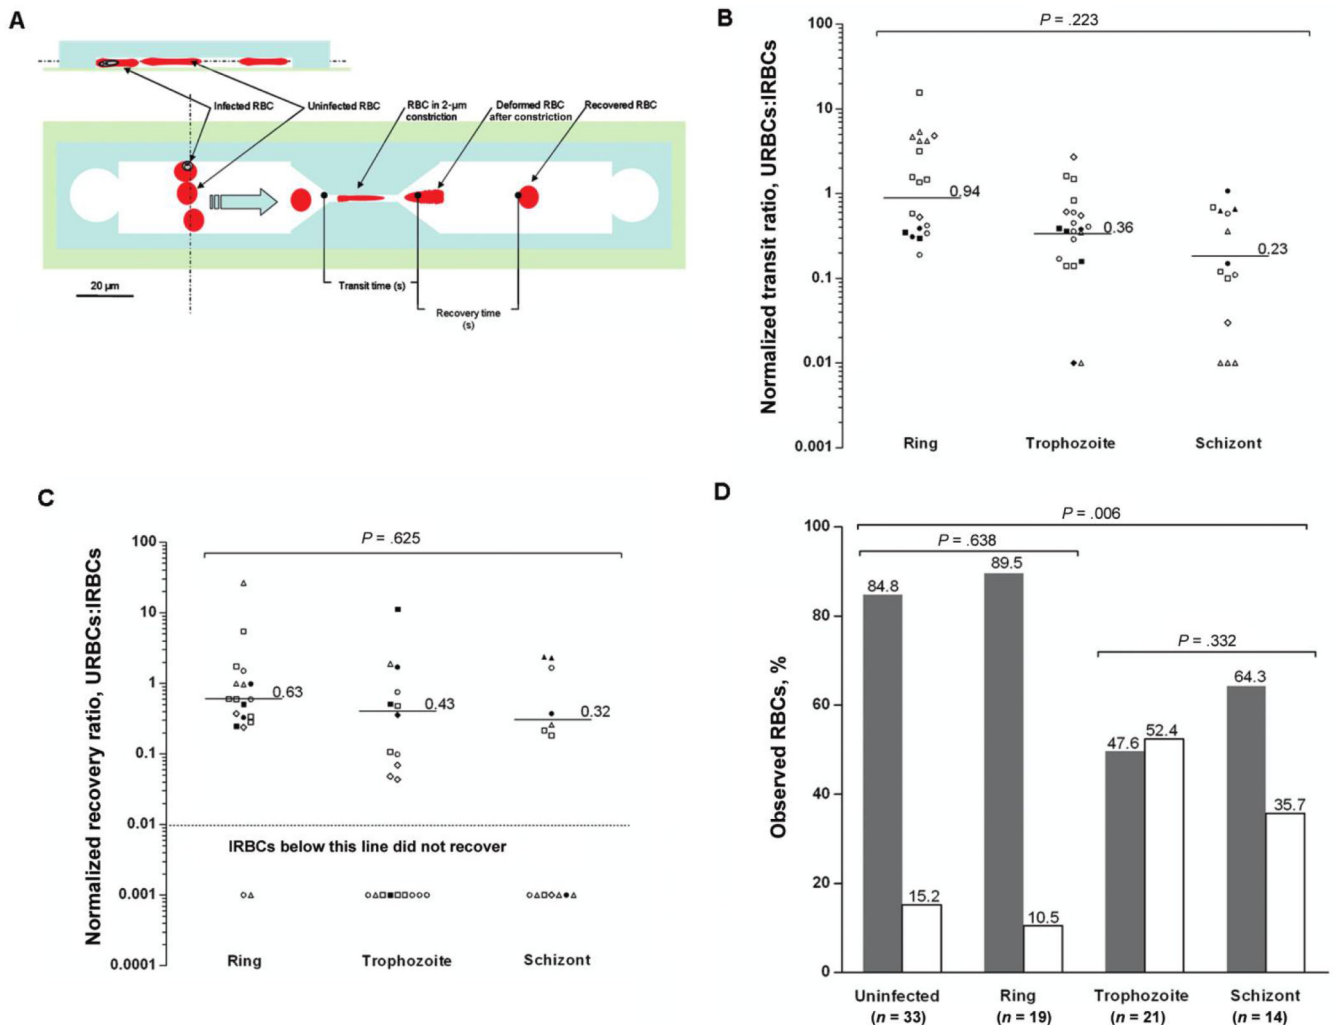 A
Infected RBC
Uninfected RBC
RBC in 2-µm
constriction
Deformed RBC
after constriction
Recovered RBC
20 µm
Transit time (s)
Recovery time
(s)
B
P = .223
Normalized transit ratio, URBCs:IRBCs
100
10
1
0.1
0.01
0.001
0.94
0.36
0.23
Ring
Trophozoite
Schizont
C
P = .625
Normalized recovery ratio, URBCs:IRBCs
100
10
1
0.1
0.01
0.001
0.0001
0.63
0.43
0.32
IRBCs below this line did not recover
Ring
Trophozoite
Schizont
D
P = .006
P = .638
P = .332
Observed RBCs, %
100
80
60
40
20
0
84.8
15.2
89.5
10.5
47.6
52.4
64.3
35.7
Uninfected
(n = 33)
Ring
(n = 19)
Trophozoite
(n = 21)
Schizont
(n = 14)